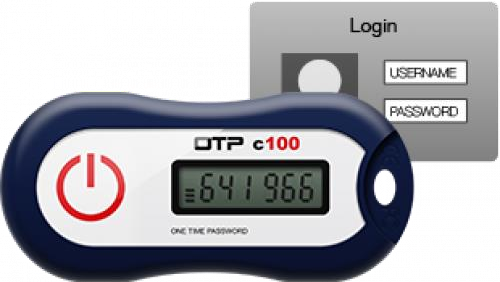 Login
USERNAME
PASSWORD
OTP c100
641966
ONE TIME PASSWORD